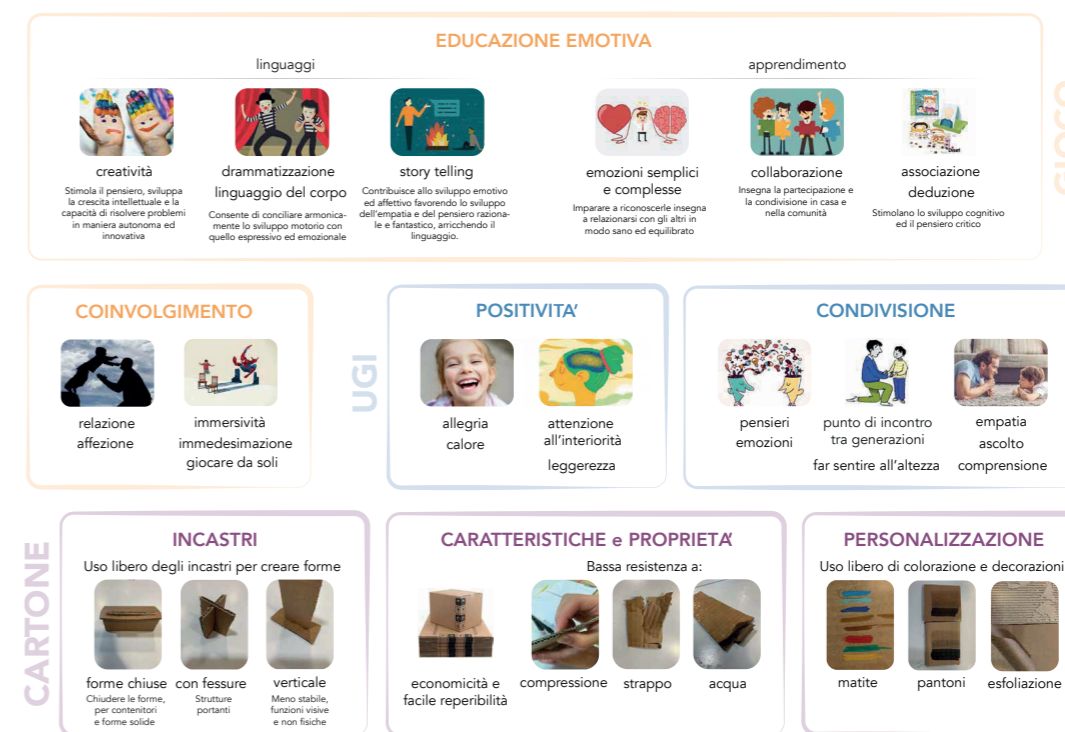 EDUCAZIONE EMOTIVA
linguaggi
creatività
Stimola il pensiero, sviluppa
la crescita intellettuale e la
capacità di risolvere problemi
in maniera autonoma ed
innovativa
drammatizzazione
linguaggio del corpo
Consente di conciliare armonica-
mente lo sviluppo motorio con
quello espressivo ed emozionale
story telling
Contribuisce allo sviluppo emotivo
ed affettivo favorendo lo sviluppo
dell'empatia e del pensiero raziona-
le e fantastico, arricchendo il
linguaggio.
apprendimento
emozioni semplici
e complesse
Imparare a riconoscerle insegna
a relazionarsi con gli altri in
modo sano ed equilibrato
collaborazione
Insegna la partecipazione e
la condivisione in casa e
nella comunità
associazione
deduzione
Stimolano lo sviluppo cognitivo
ed il pensiero critico
GIOCO
COINVOLGIMENTO
relazione
affezione
immersività
immedesimazione
giocare da soli
UGI
POSITIVITA'
allegria
calore
attenzione
all'interiorità
leggerezza
CONDIVISIONE
pensieri
emozioni
punto di incontro
tra generazioni
far sentire all'altezza
empatia
ascolto
comprensione
CARTONE
INCASTRI
Uso libero degli incastri per creare forme
forme chiuse
Chiudere le forme,
per contenitori
e forme solide
con fessure
Strutture
portanti
verticale
Meno stabile,
funzioni visive
e non fisiche
CARATTERISTICHE e PROPRIETA'
Bassa resistenza a:
economicità e
facile reperibilità
compressione
strappo
acqua
PERSONALIZZAZIONE
Uso libero di colorazione e decorazioni
matite
pantoni
esfoliazione